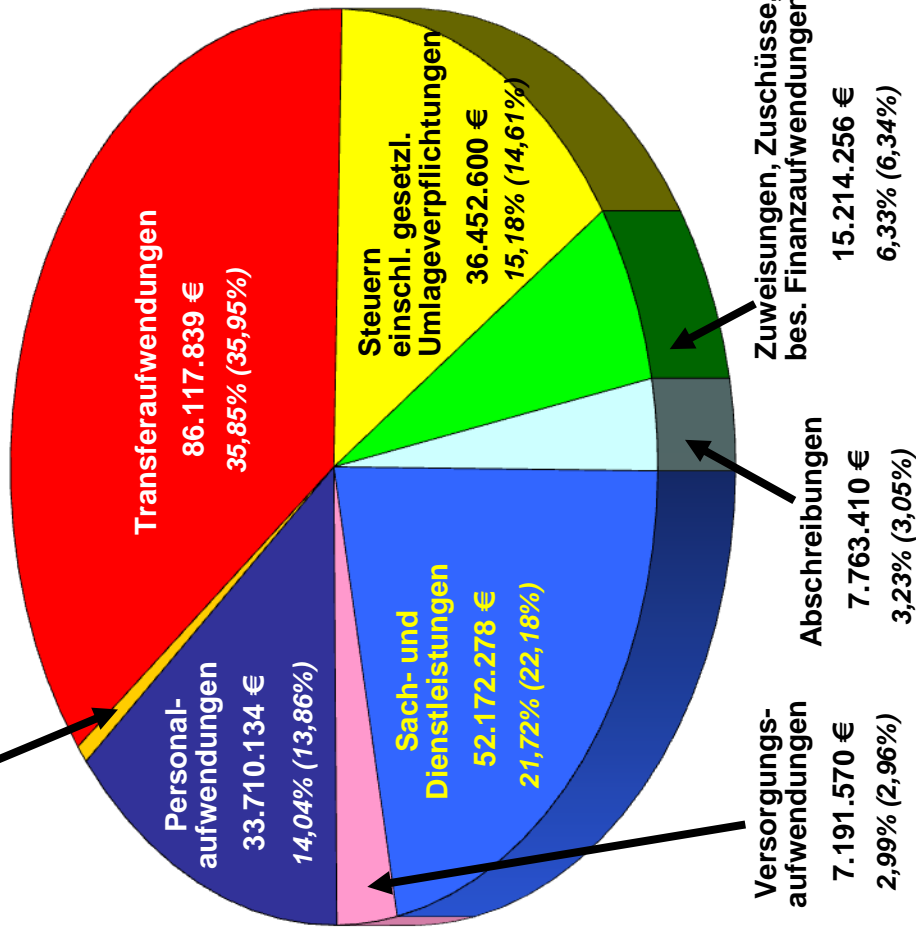 Transferaufwendungen
86.117.839 €
35,85% (35,95%)
Steuern
einschl. gesetzl.
Umlageverpflichtungen
36.452.600 €
15,18% (14,61%)
Zuweisungen, Zuschüsse,
bes. Finanzaufwendungen
15.214.256 €
6,33% (6,34%)
Abschreibungen
7.763.410 €
3,23% (3,05%)
Sach- und
Dienstleistungen
52.172.278 €
21,72% (22,18%)
Versorgungs-
aufwendungen
7.191.570 €
2,99% (2,96%)
Personal-
aufwendungen
33.710.134 €
14,04% (13,86%)